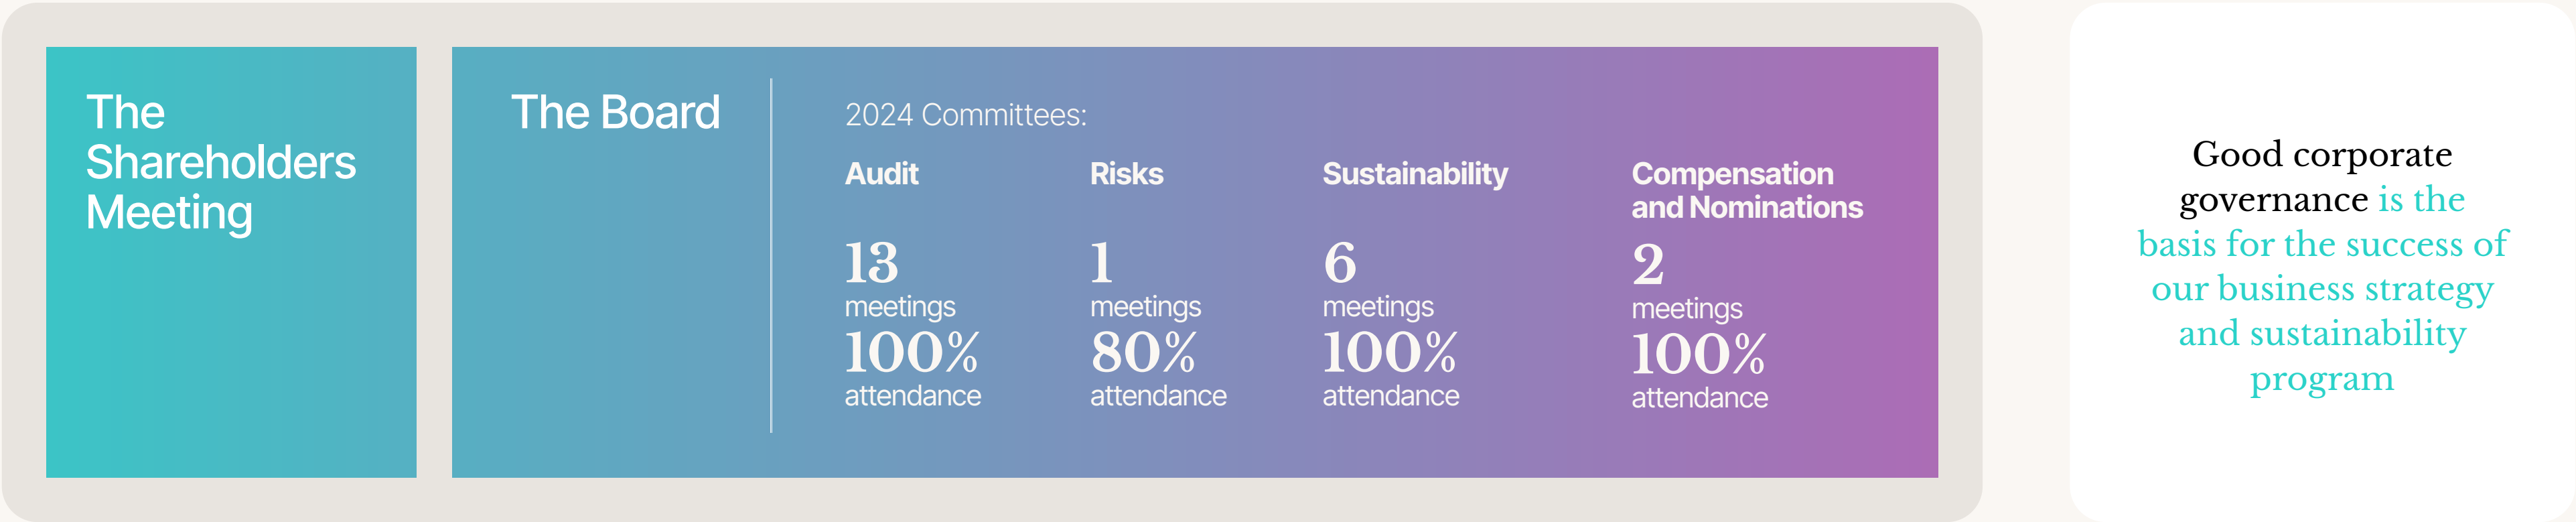 The
Shareholders
Meeting
The Board
2024 Committees:
Audit
13
meetings
100%
attendance
Risks
1
meetings
80%
attendance
Sustainability
6
meetings
100%
attendance
Compensation
and Nominations
2
meetings
100%
attendance
Good corporate
governance is the
basis for the success of
our business strategy
and sustainability
program